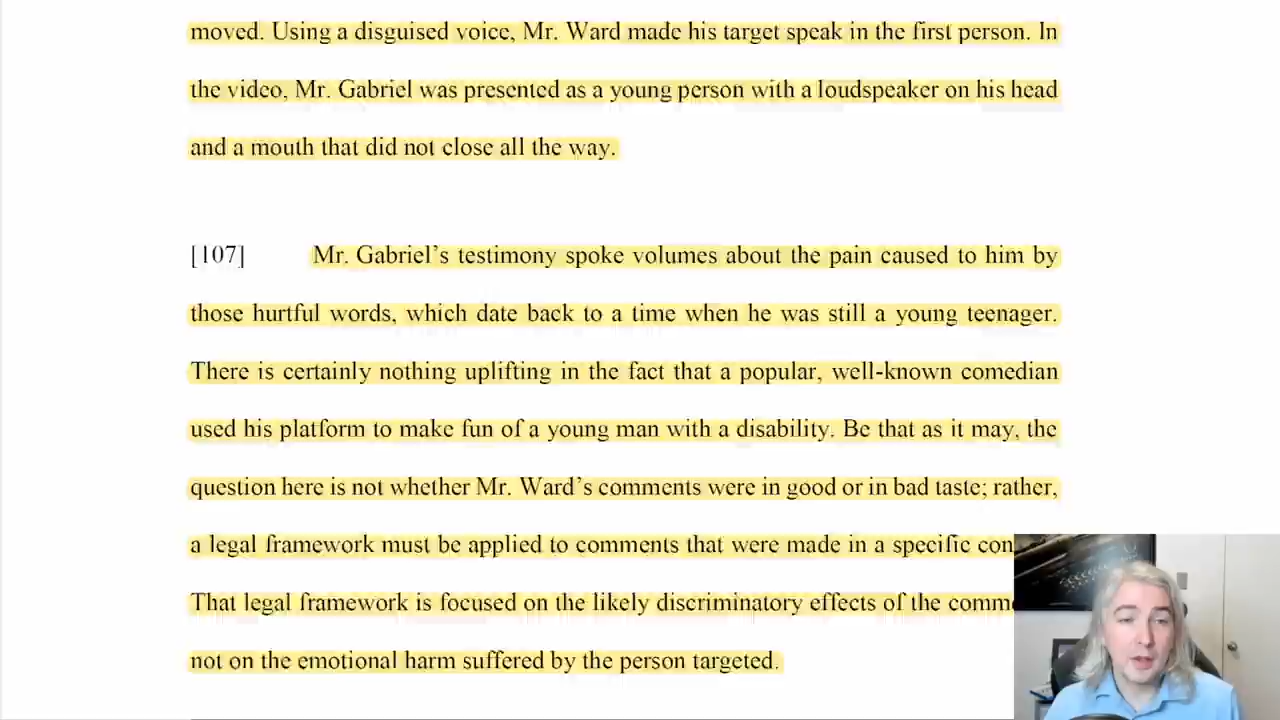 moved. Using a disguised voice, Mr. Ward made his target speak in the first person. In
the video, Mr. Gabriel was presented as a young person with a loudspeaker on his head
and a mouth that did not close all the way.
[107] Mr. Gabriel's testimony spoke volumes about the pain caused to him by
those hurtful words, which date back to a time when he was still a young teenager.
There is certainly nothing uplifting in the fact that a popular, well-known comedian
used his platform to make fun of a young man with a disability. Be that as it may, the
question here is not whether Mr. Ward's comments were in good or in bad taste; rather,
a legal framework must be applied to comments that were made in a specific con
That legal framework is focused on the likely discriminatory effects of the comm
not on the emotional harm suffered by the person targeted.